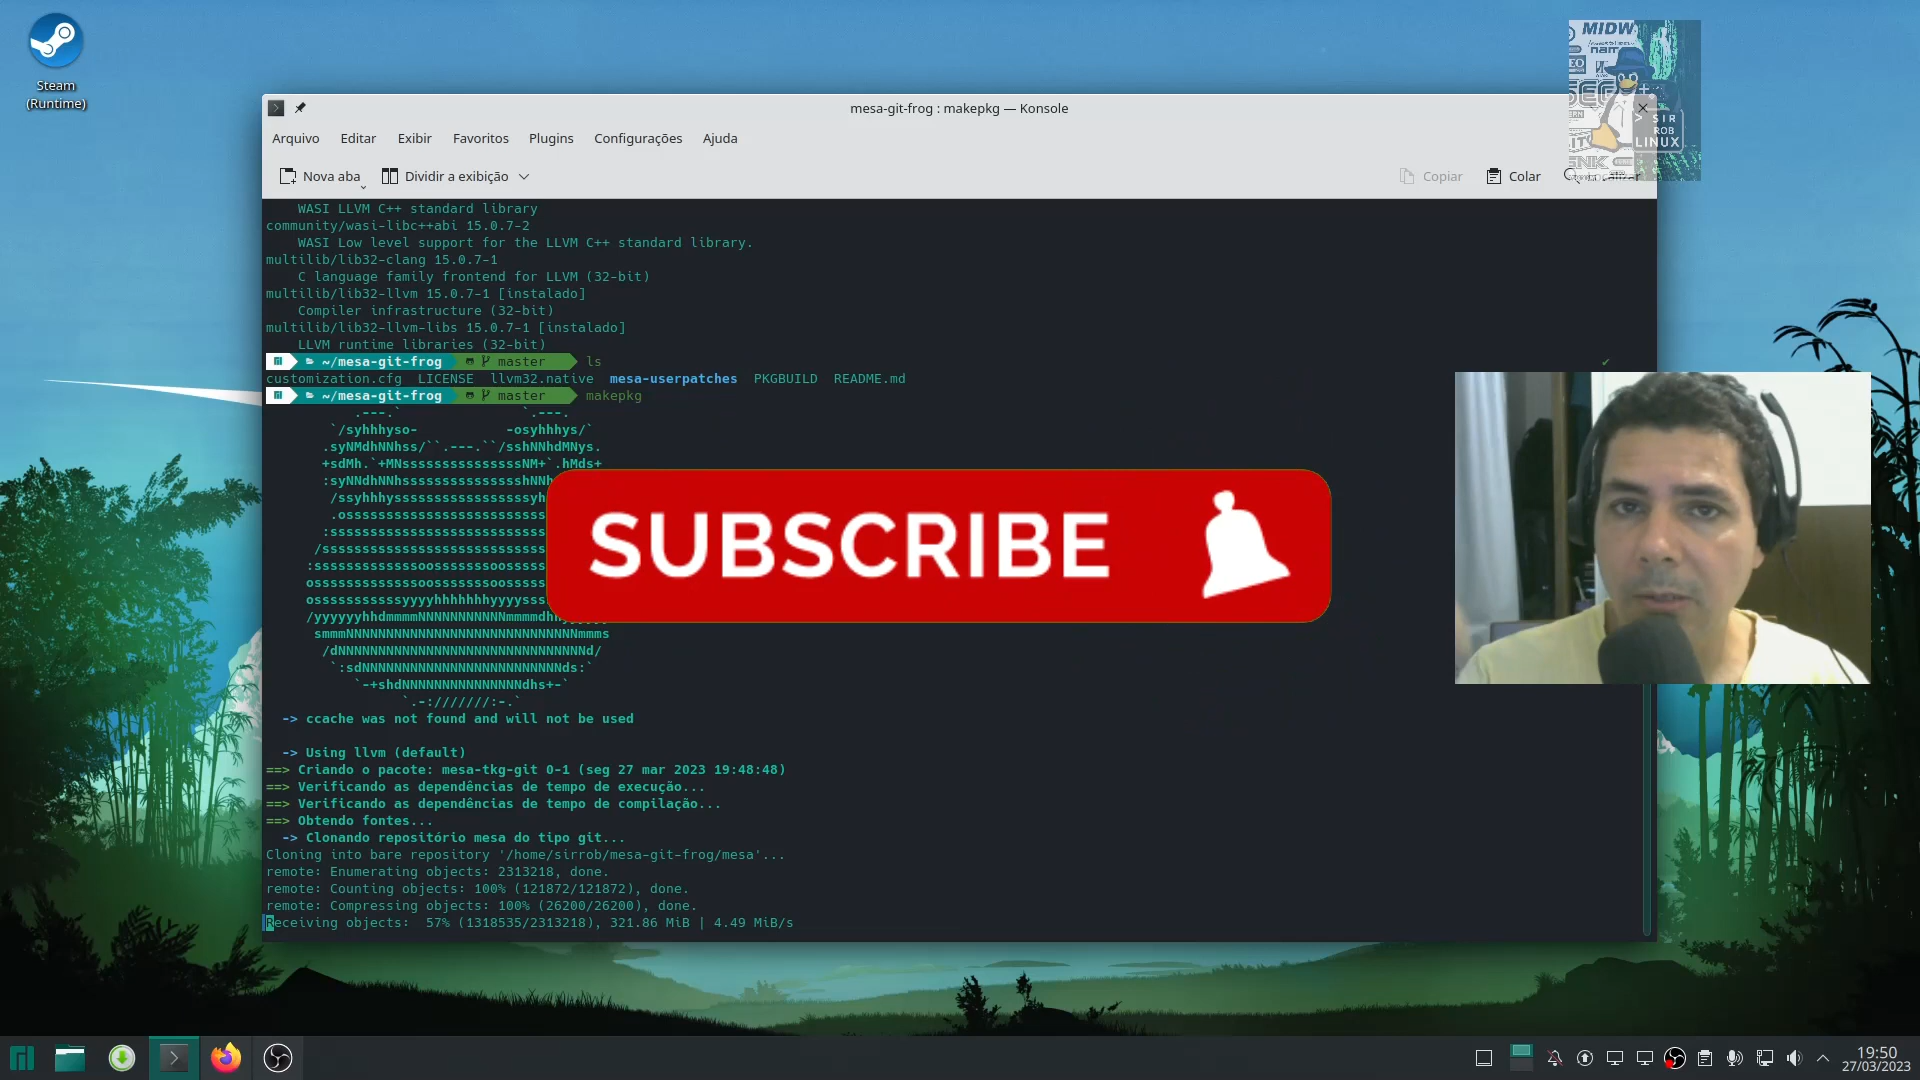 Steam
(Runtime)
mesa-git-frog : makepkg — Konsole
Arquivo Editar Exibir Favoritos Plugins Configurações Ajuda
Nova aba Dividir a exibição Copiar Colar Localizar
MIDW
> SIR
ROB
LINUX
WASI LLVM C++ standard library
community/wasi-libc++abi 15.0.7-2
WASI Low level support for the LLVM C++ standard library.
multilib/lib32-clang 15.0.7-1
C language family frontend for LLVM (32-bit)
multilib/lib32-llvm 15.0.7-1 [instalado]
Compiler infrastructure (32-bit)
multilib/lib32-llvm-libs 15.0.7-1 [instalado]
LLVM runtime libraries (32-bit)
~/mesa-git-frog master ls
customization.cfg LICENSE llvm32.native mesa-userpatches PKGBUILD README.md
~/mesa-git-frog master makepkg
SUBSCRIBE
-> ccache was not found and will not be used
-> Using llvm (default)
==> Criando o pacote: mesa-tkg-git 0-1 (seg 27 mar 2023 19:48:48)
==> Verificando as dependências de tempo de execução...
==> Verificando as dependências de tempo de compilação...
==> Obtendo fontes...
-> Clonando repositório mesa do tipo git...
Cloning into bare repository '/home/sirrob/mesa-git-frog/mesa'...
remote: Enumerating objects: 2313218, done.
remote: Counting objects: 100% (121872/121872), done.
remote: Compressing objects: 100% (26200/26200), done.
Receiving objects: 57% (1318535/2313218), 321.86 MiB | 4.49 MiB/s
19:50
27/03/2023